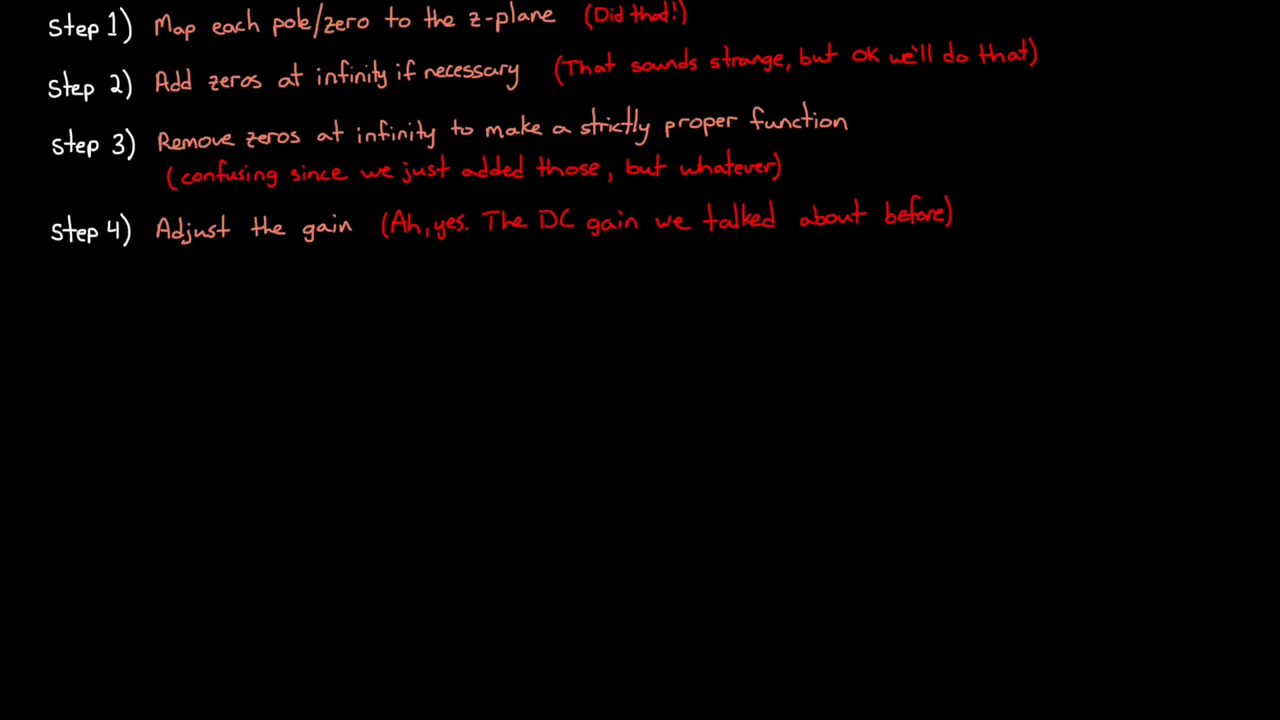 Step 1) Map each pole/zero to the z-plane (Did that!)
Step 2) Add zeros at infinity if necessary (That sounds strange, but ok we'll do that)
Step 3) Remove zeros at infinity to make a strictly proper function
(confusing since we just added those, but whatever)
Step 4) Adjust the gain (Ah, yes. The DC gain we talked about before)